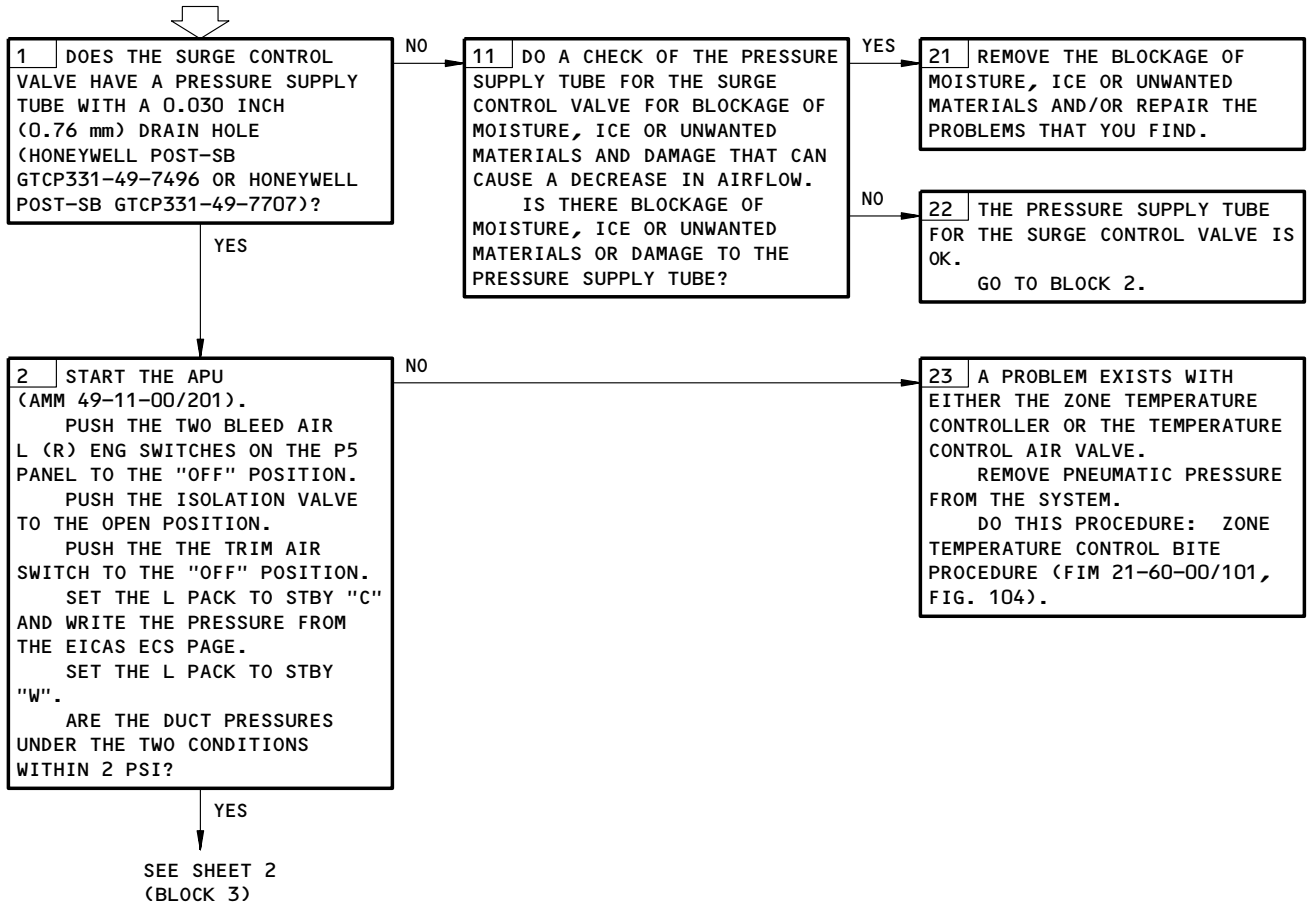 1 DOES THE SURGE CONTROL
VALVE HAVE A PRESSURE SUPPLY
TUBE WITH A 0.030 INCH
(0.76 mm) DRAIN HOLE
(HONEYWELL POST-SB
GTCP331-49-7496 OR HONEYWELL
POST-SB GTCP331-49-7707)?
NO
11 DO A CHECK OF THE PRESSURE
SUPPLY TUBE FOR THE SURGE
CONTROL VALVE FOR BLOCKAGE OF
MOISTURE, ICE OR UNWANTED
MATERIALS AND DAMAGE THAT CAN
CAUSE A DECREASE IN AIRFLOW.
IS THERE BLOCKAGE OF
MOISTURE, ICE OR UNWANTED
MATERIALS OR DAMAGE TO THE
PRESSURE SUPPLY TUBE?
YES
21 REMOVE THE BLOCKAGE OF
MOISTURE, ICE OR UNWANTED
MATERIALS AND/OR REPAIR THE
PROBLEMS THAT YOU FIND.
NO
22 THE PRESSURE SUPPLY TUBE
FOR THE SURGE CONTROL VALVE IS
OK.
GO TO BLOCK 2.
YES
2 START THE APU
(AMM 49-11-00/201).
PUSH THE TWO BLEED AIR
L (R) ENG SWITCHES ON THE P5
PANEL TO THE "OFF" POSITION.
PUSH THE ISOLATION VALVE
TO THE OPEN POSITION.
PUSH THE THE TRIM AIR
SWITCH TO THE "OFF" POSITION.
SET THE L PACK TO STBY "C"
AND WRITE THE PRESSURE FROM
THE EICAS ECS PAGE.
SET THE L PACK TO STBY
"W".
ARE THE DUCT PRESSURES
UNDER THE TWO CONDITIONS
WITHIN 2 PSI?
NO
23 A PROBLEM EXISTS WITH
EITHER THE ZONE TEMPERATURE
CONTROLLER OR THE TEMPERATURE
CONTROL AIR VALVE.
REMOVE PNEUMATIC PRESSURE
FROM THE SYSTEM.
DO THIS PROCEDURE: ZONE
TEMPERATURE CONTROL BITE
PROCEDURE (FIM 21-60-00/101,
FIG. 104).
YES
SEE SHEET 2
(BLOCK 3)